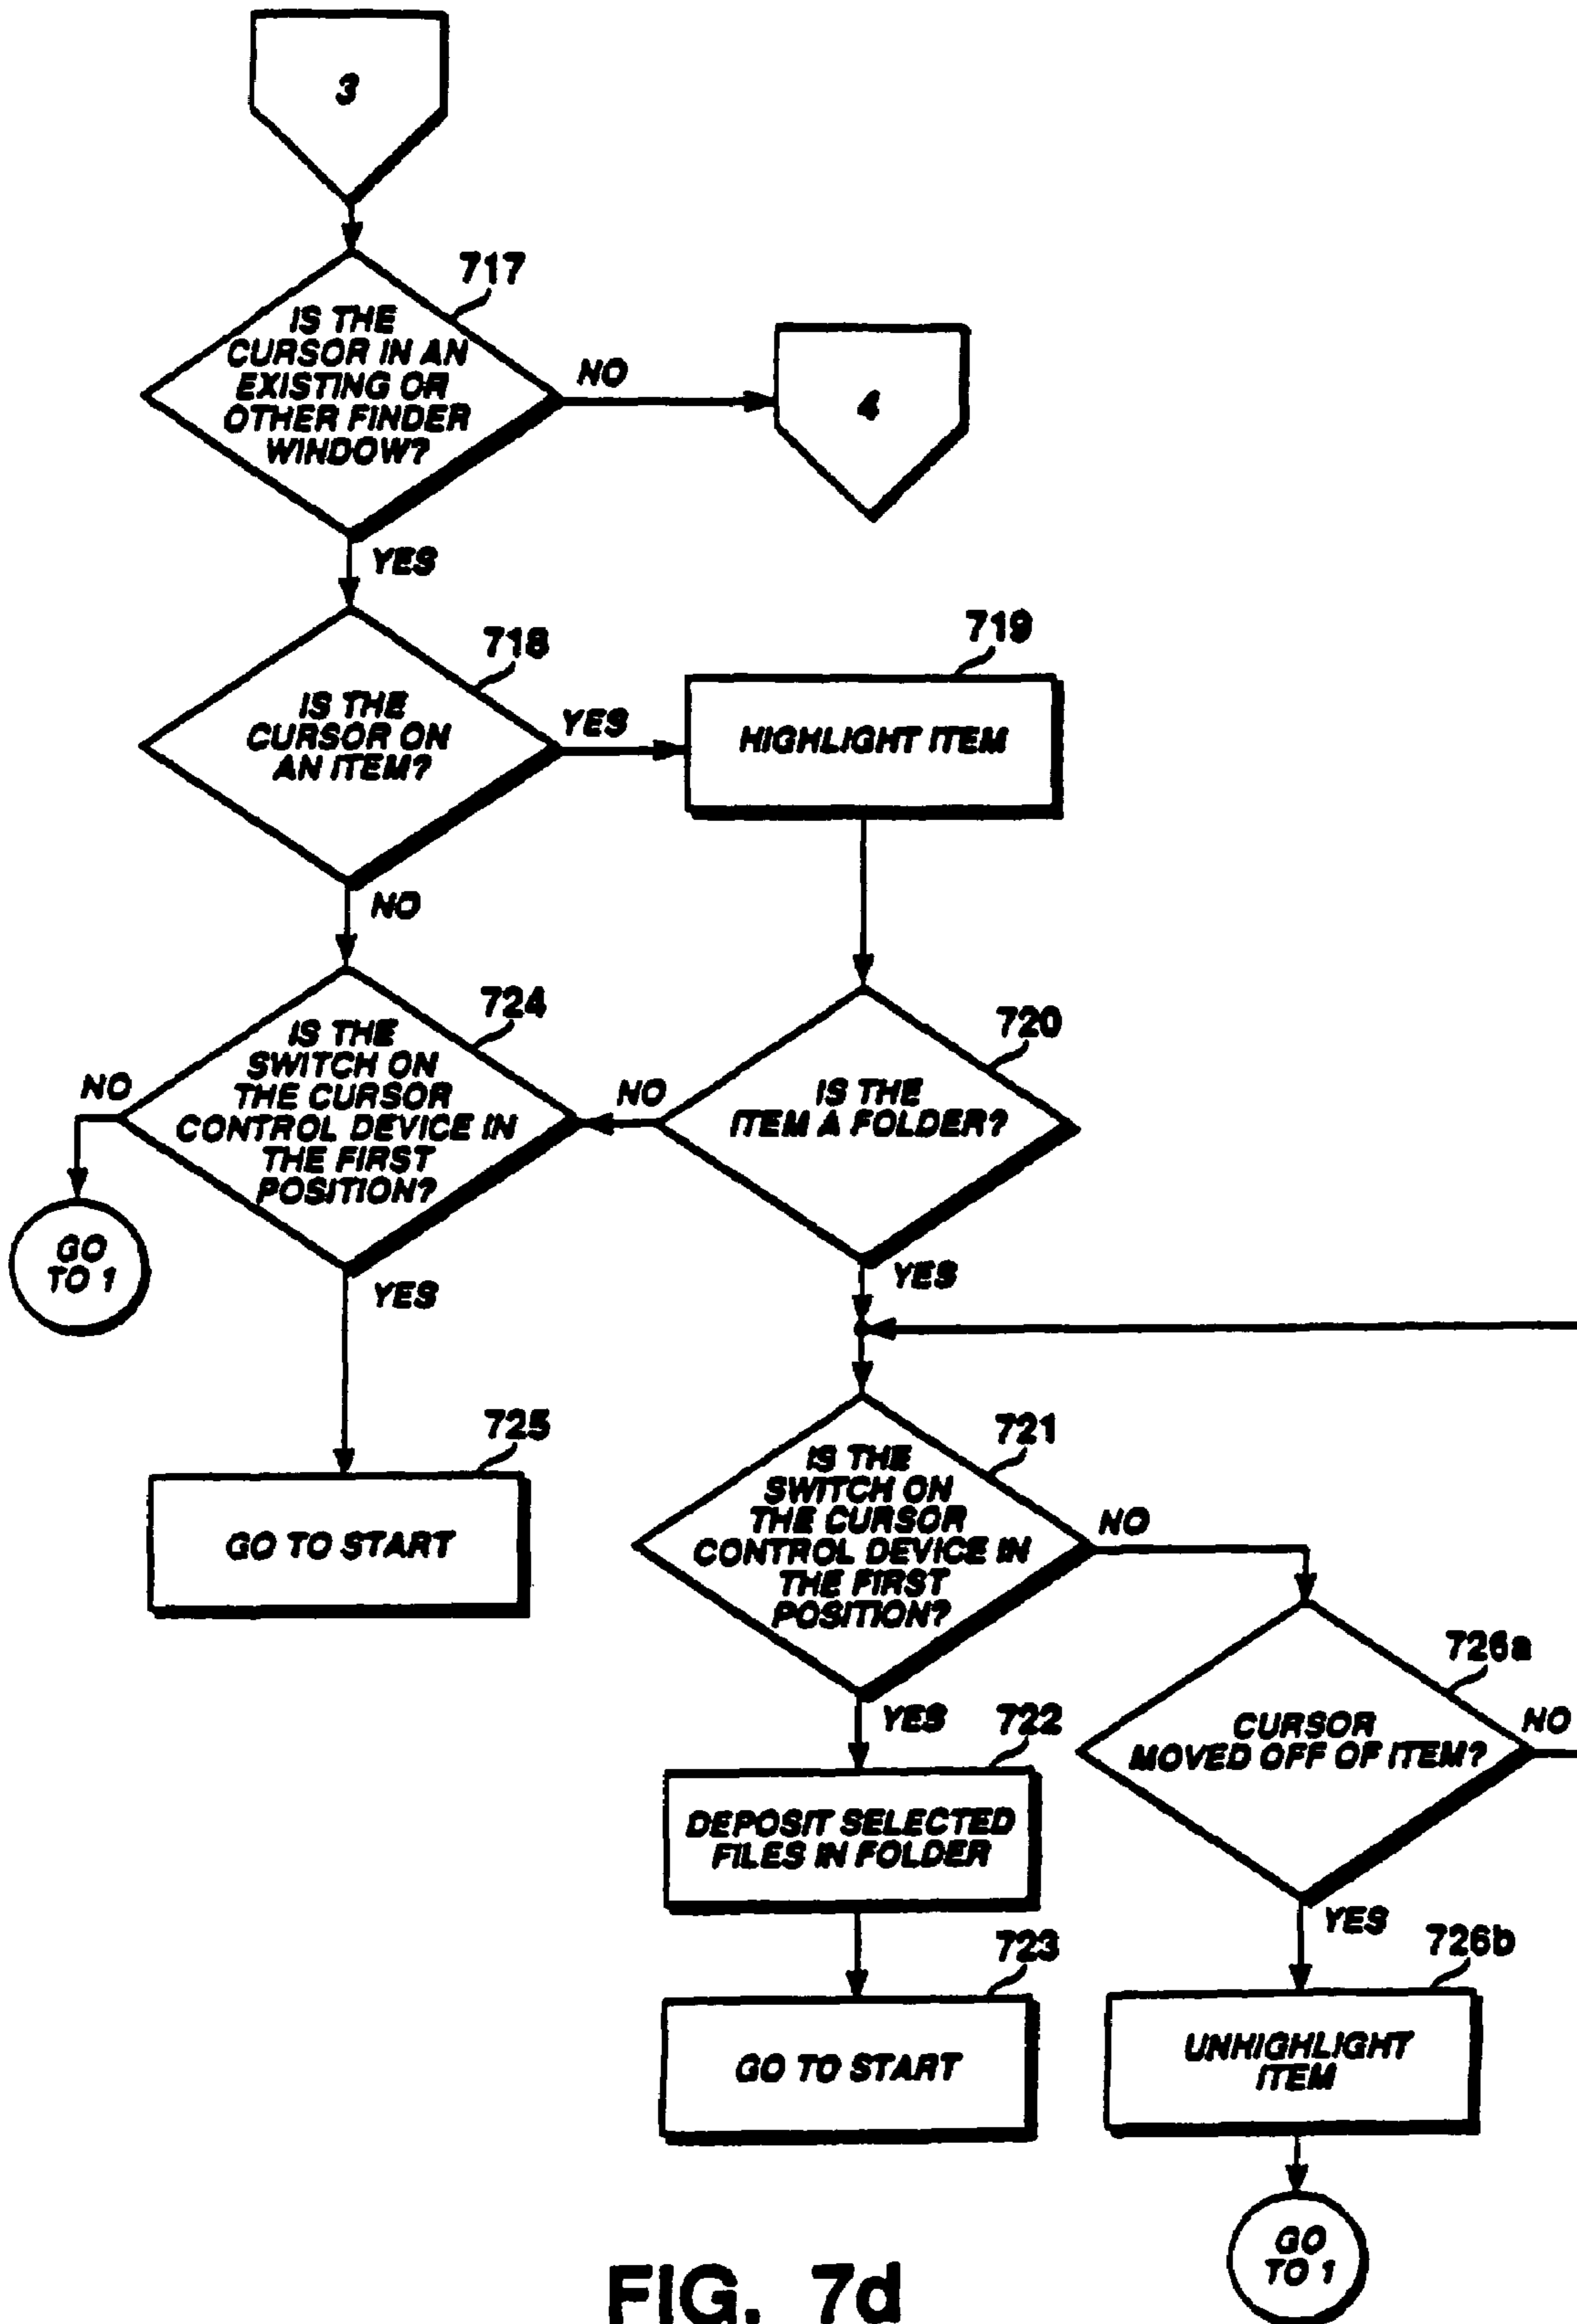 3
717
IS THE
CURSOR IN AN
EXISTING OR
OTHER FINDER
WINDOW?
NO
4
YES
718
IS THE
CURSOR ON
AN ITEM?
YES
719
HIGHLIGHT ITEM
NO
724
IS THE
SWITCH ON
THE CURSOR
CONTROL DEVICE IN
THE FIRST
POSITION?
NO
GO
TO 1
YES
NO
720
IS THE
ITEM A FOLDER?
YES
725
GO TO START
721
IS THE
SWITCH ON
THE CURSOR
CONTROL DEVICE IN
THE FIRST
POSITION?
NO
YES
726a
CURSOR
MOVED OFF OF ITEM?
NO
722
DEPOSIT SELECTED
FILES IN FOLDER
YES
723
GO TO START
726b
UNHIGHLIGHT
ITEM
GO
TO 1
FIG. 7d